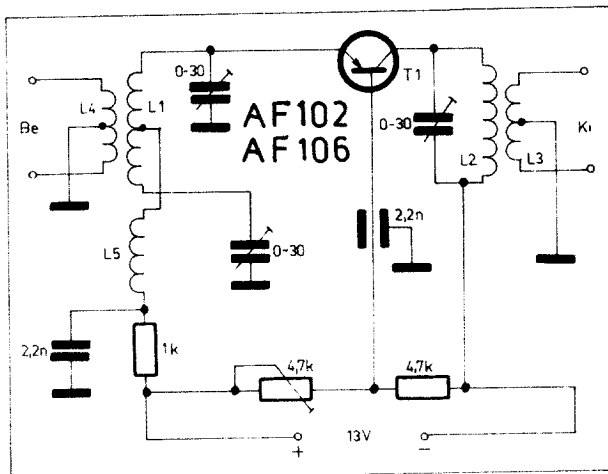 0-30
T1
L4
L1
AF102
AF106
0-30
Be
L2
L3
Ki
2,2n
L5
0-30
2,2n
1k
4,7k
4,7k
13V
+
−